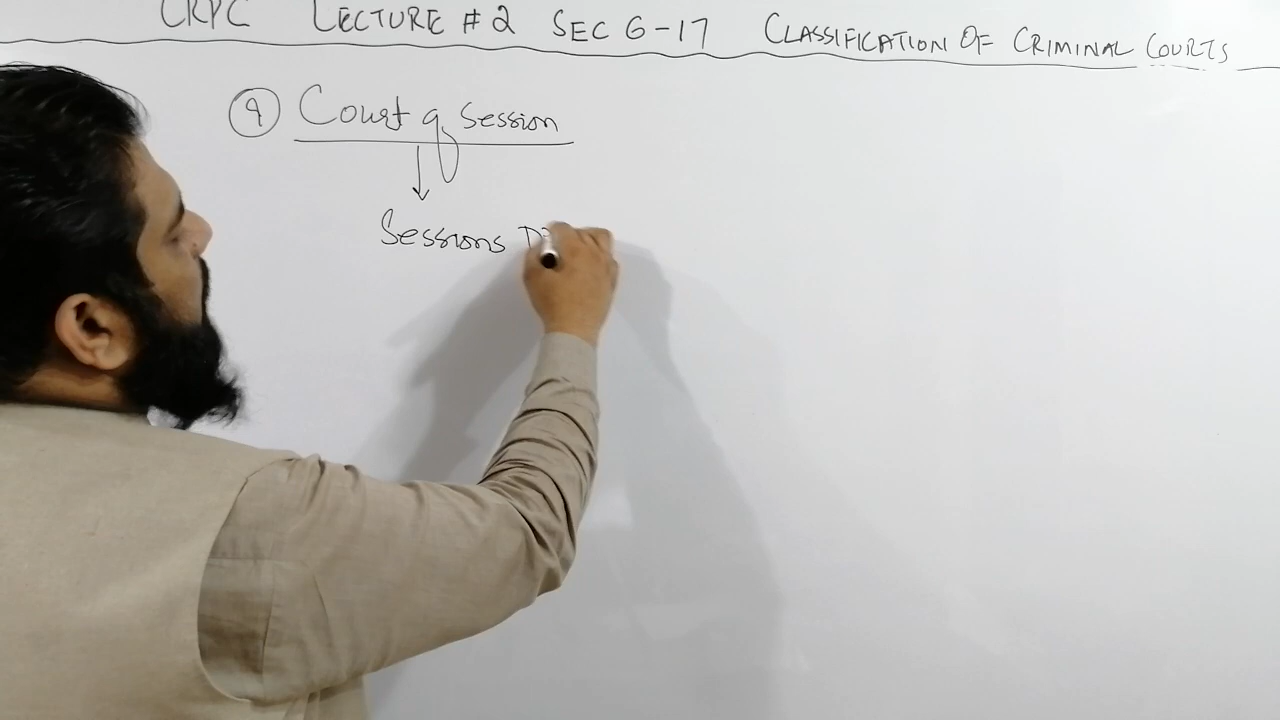 CRPC LECTURE # 2 SEC 6-17 CLASSIFICATION OF CRIMINAL COURTS
9 Court of Session
Sessions